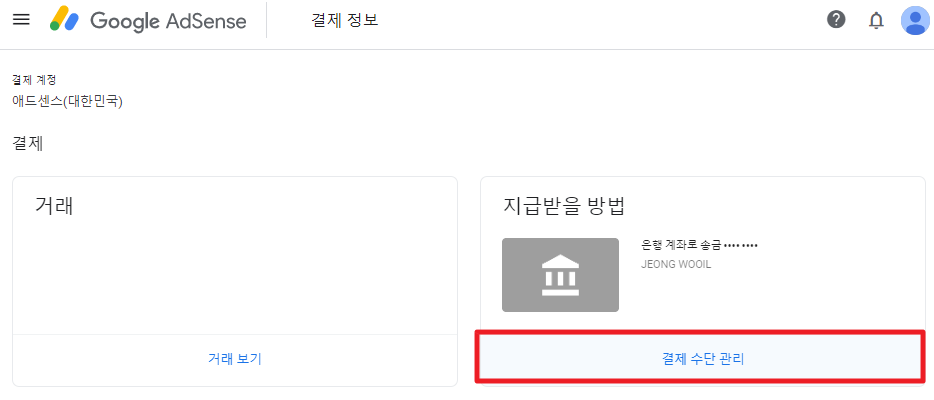 Google AdSense
결제 정보
결제 계정
애드센스(대한민국)
결제
거래
거래 보기
지급받을 방법
은행 계좌로 송금 •••• ••••
JEONG WOOIL
결제 수단 관리